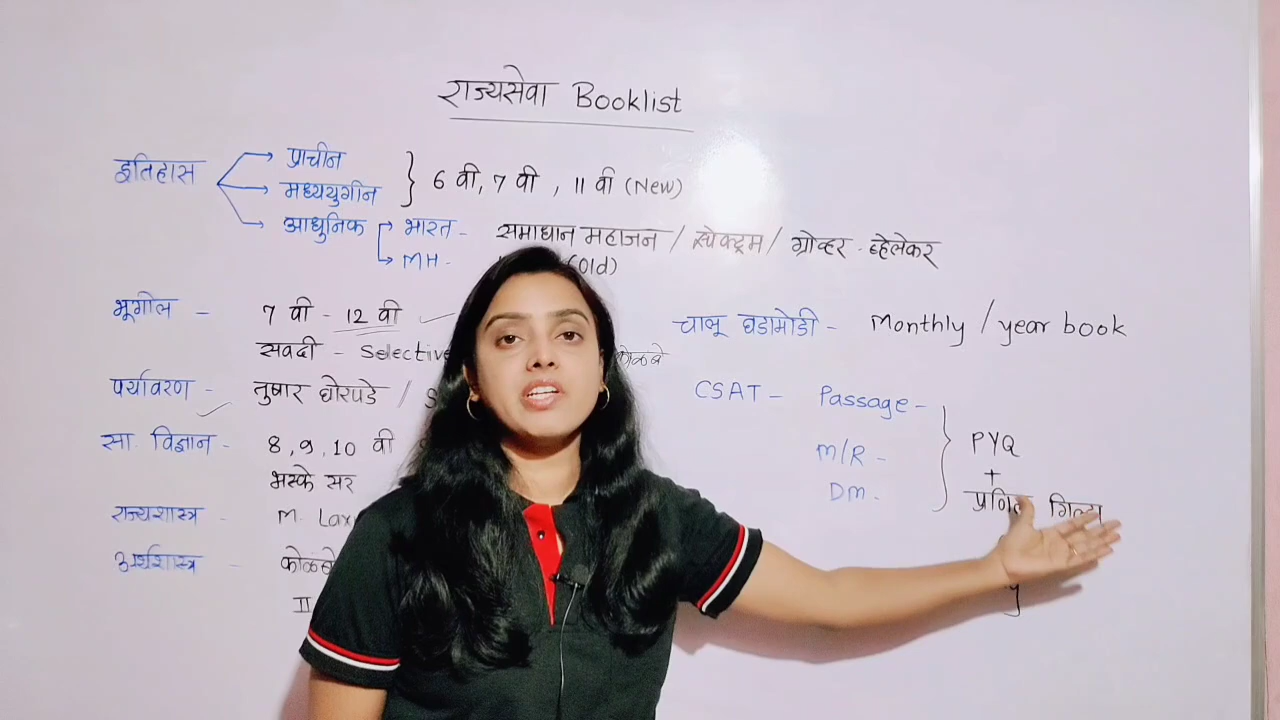 राज्यसेवा Booklist
इतिहास
प्राचीन
मध्ययुगीन
6 वी, 7 वी , 11 वी (New)
आधुनिक
भारत - समाधान महाजन / स्पेक्ट्रम / ग्रोव्हर - व्हेलेकर
MH - (Old)
भूगोल - 7 वी - 12 वी
सवदी - Selective
पर्यावरण - तुषार घोरपडे / S
सा. विज्ञान - 8, 9, 10 वी
भस्के सर
राज्यशास्त्र - M. Lax
अर्थशास्त्र - कोळंबे
II
चालू घडामोडी - Monthly / year book
CSAT - Passage -
M/R -
DM.
PYQ
+
y